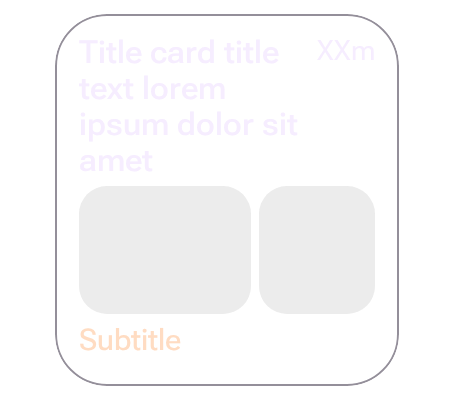 Title card title XXm
text lorem
ipsum dolor sit
amet
Subtitle